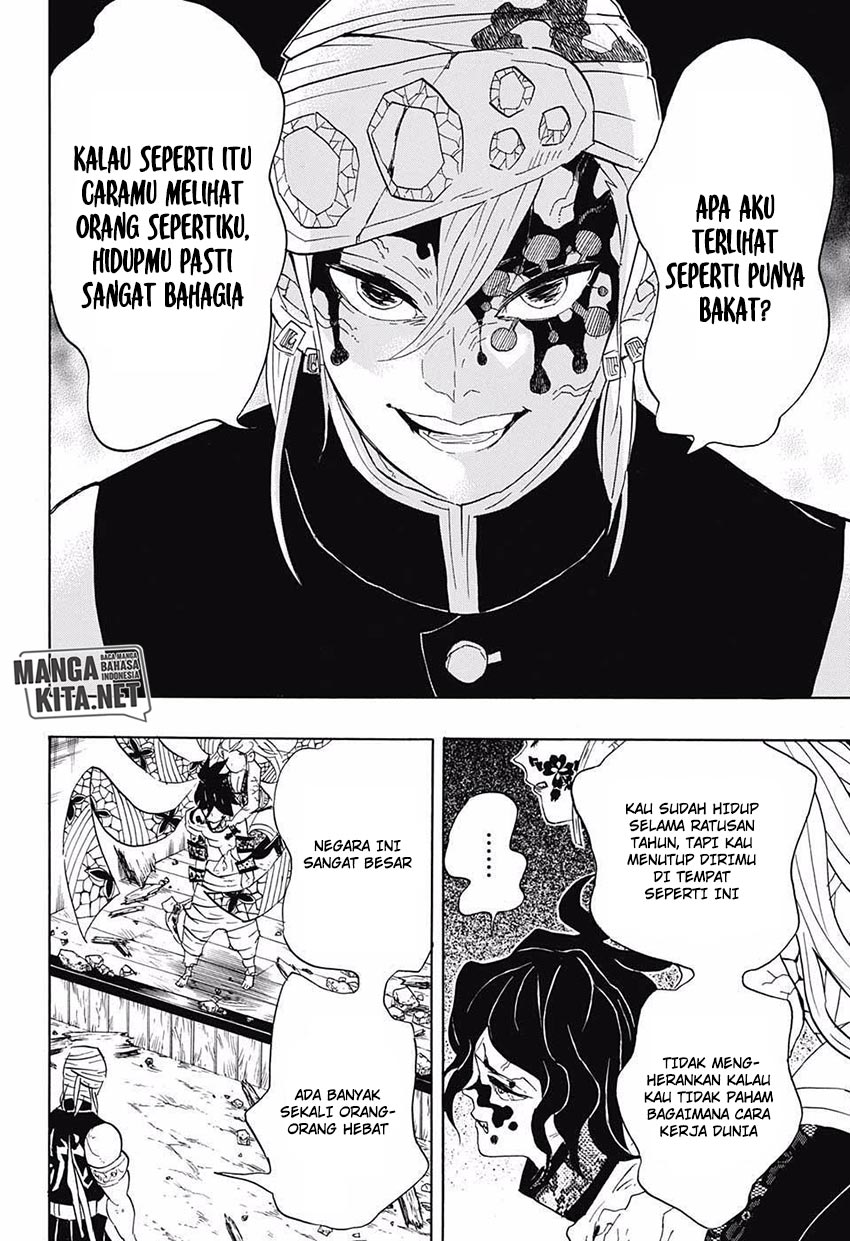 APA AKU
TERLIHAT
SEPERTI PUNYA
BAKAT?
KALAU SEPERTI ITU
CARAMU MELIHAT
ORANG SEPERTIKU,
HIDUPMU PASTI
SANGAT BAHAGIA
MANGA
KITA.NET
BACA MANGA
BAHASA
INDONESIA
KAU SUDAH HIDUP
SELAMA RATUSAN
TAHUN, TAPI KAU
MENUTUP DIRIMU
DI TEMPAT
SEPERTI INI
......
TIDAK MENG-
HERANKAN KALAU
KAU TIDAK PAHAM
BAGAIMANA CARA
KERJA DUNIA
NEGARA INI
SANGAT BESAR
ADA BANYAK
SEKALI ORANG-
ORANG HEBAT